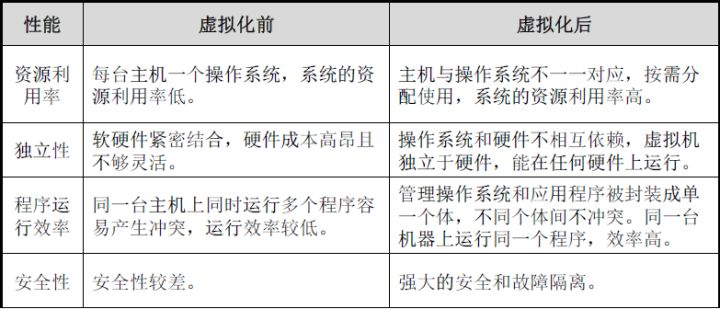 性能 虚拟化前 虚拟化后
资源利用率 每台主机一个操作系统，系统的资源利用率低。 主机与操作系统不一一对应，按需分配使用，系统的资源利用率高。
独立性 软硬件紧密结合，硬件成本高昂且不够灵活。 操作系统和硬件不相互依赖，虚拟机独立于硬件，能在任何硬件上运行。
程序运行效率 同一台主机上同时运行多个程序容易产生冲突，运行效率较低。 管理操作系统和应用程序被封装成单一个体，不同个体间不冲突。同一台机器上运行同一个程序，效率高。
安全性 安全性较差。 强大的安全和故障隔离。